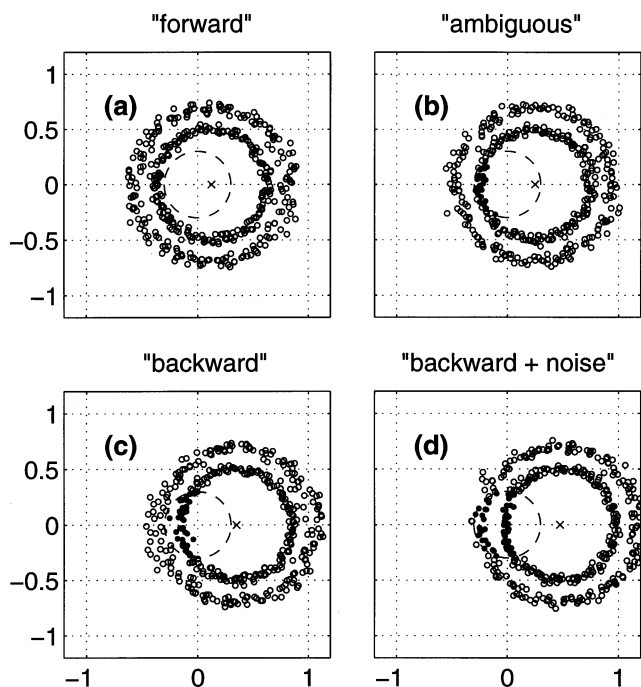 "forward"
"ambiguous"
(a)
(b)
1
0.5
0
−0.5
−1
"backward"
"backward + noise"
(c)
(d)
1
0.5
0
−0.5
−1
−1
0
1
−1
0
1